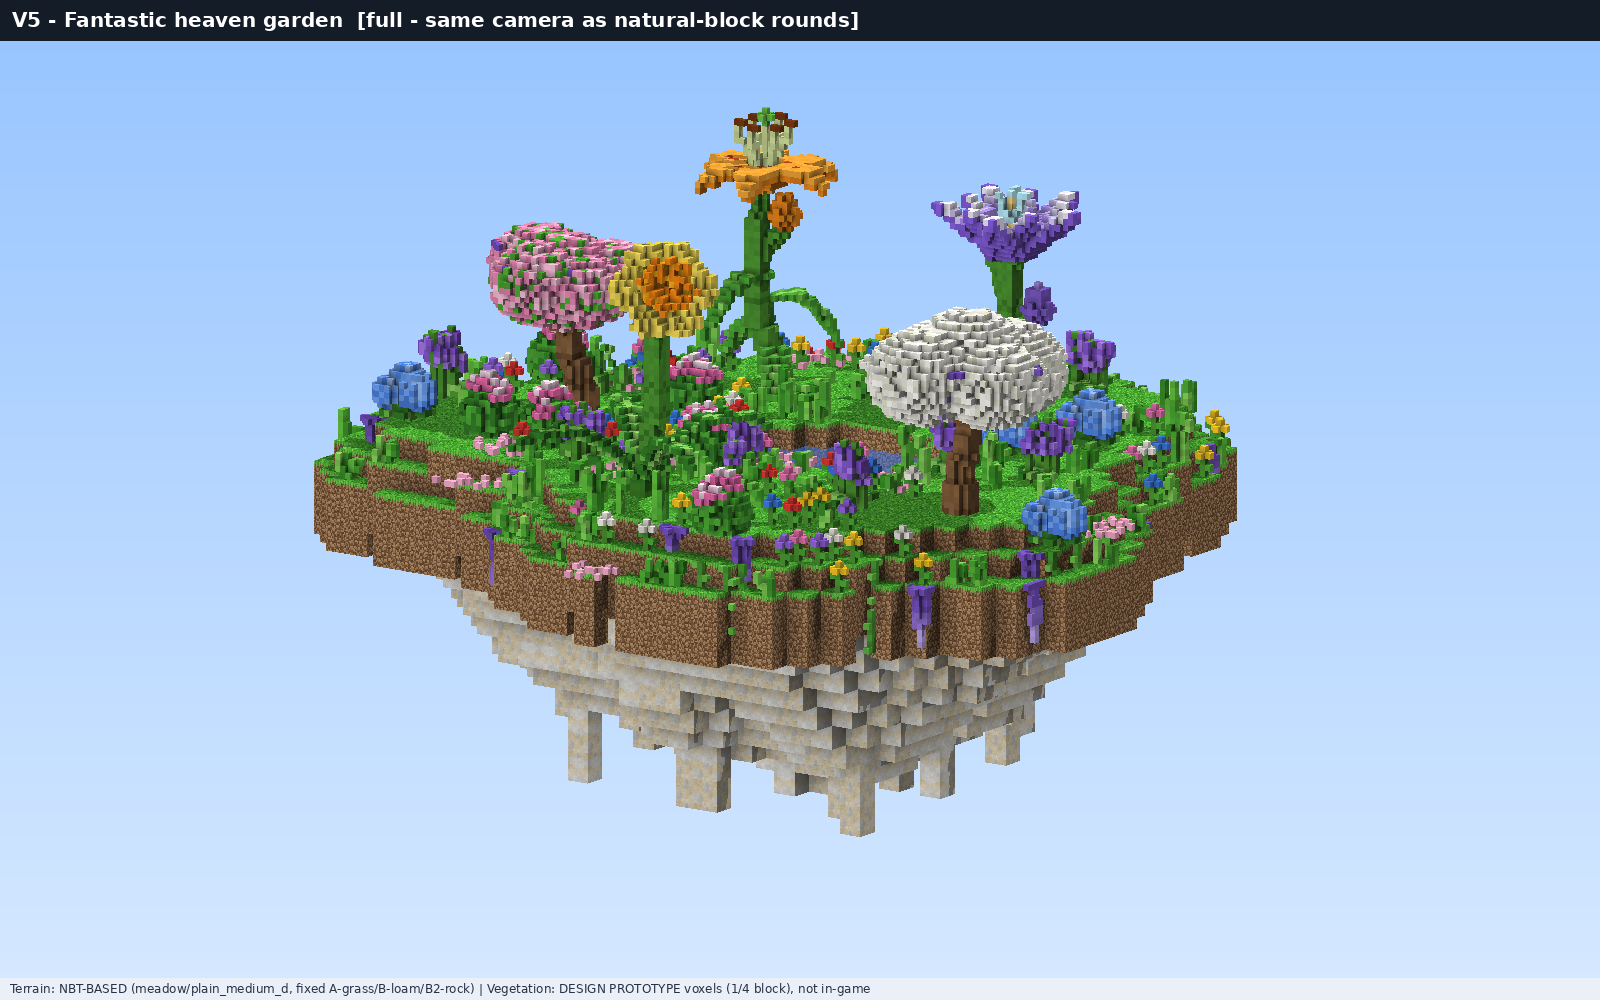 V5 - Fantastic heaven garden  [full - same camera as natural-block rounds]
Terrain: NBT-BASED (meadow/plain_medium_d, fixed A-grass/B-loam/B2-rock) | Vegetation: DESIGN PROTOTYPE voxels (1/4 block), not in-game